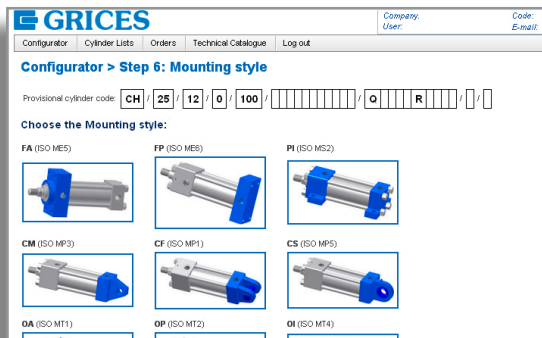 GRICES
Company:
Code:
User:
E-mail:
Configurator Cylinder Lists Orders Technical Catalogue Log out
Configurator > Step 6: Mounting style
Provisional cylinder code: CH / 25 / 12 / 0 / 100 / / Q R / /
Choose the Mounting style:
FA (ISO ME5) FP (ISO ME6) PI (ISO MS2)
CM (ISO MP3) CF (ISO MP1) CS (ISO MP5)
OA (ISO MT1) OP (ISO MT2) OI (ISO MT4)